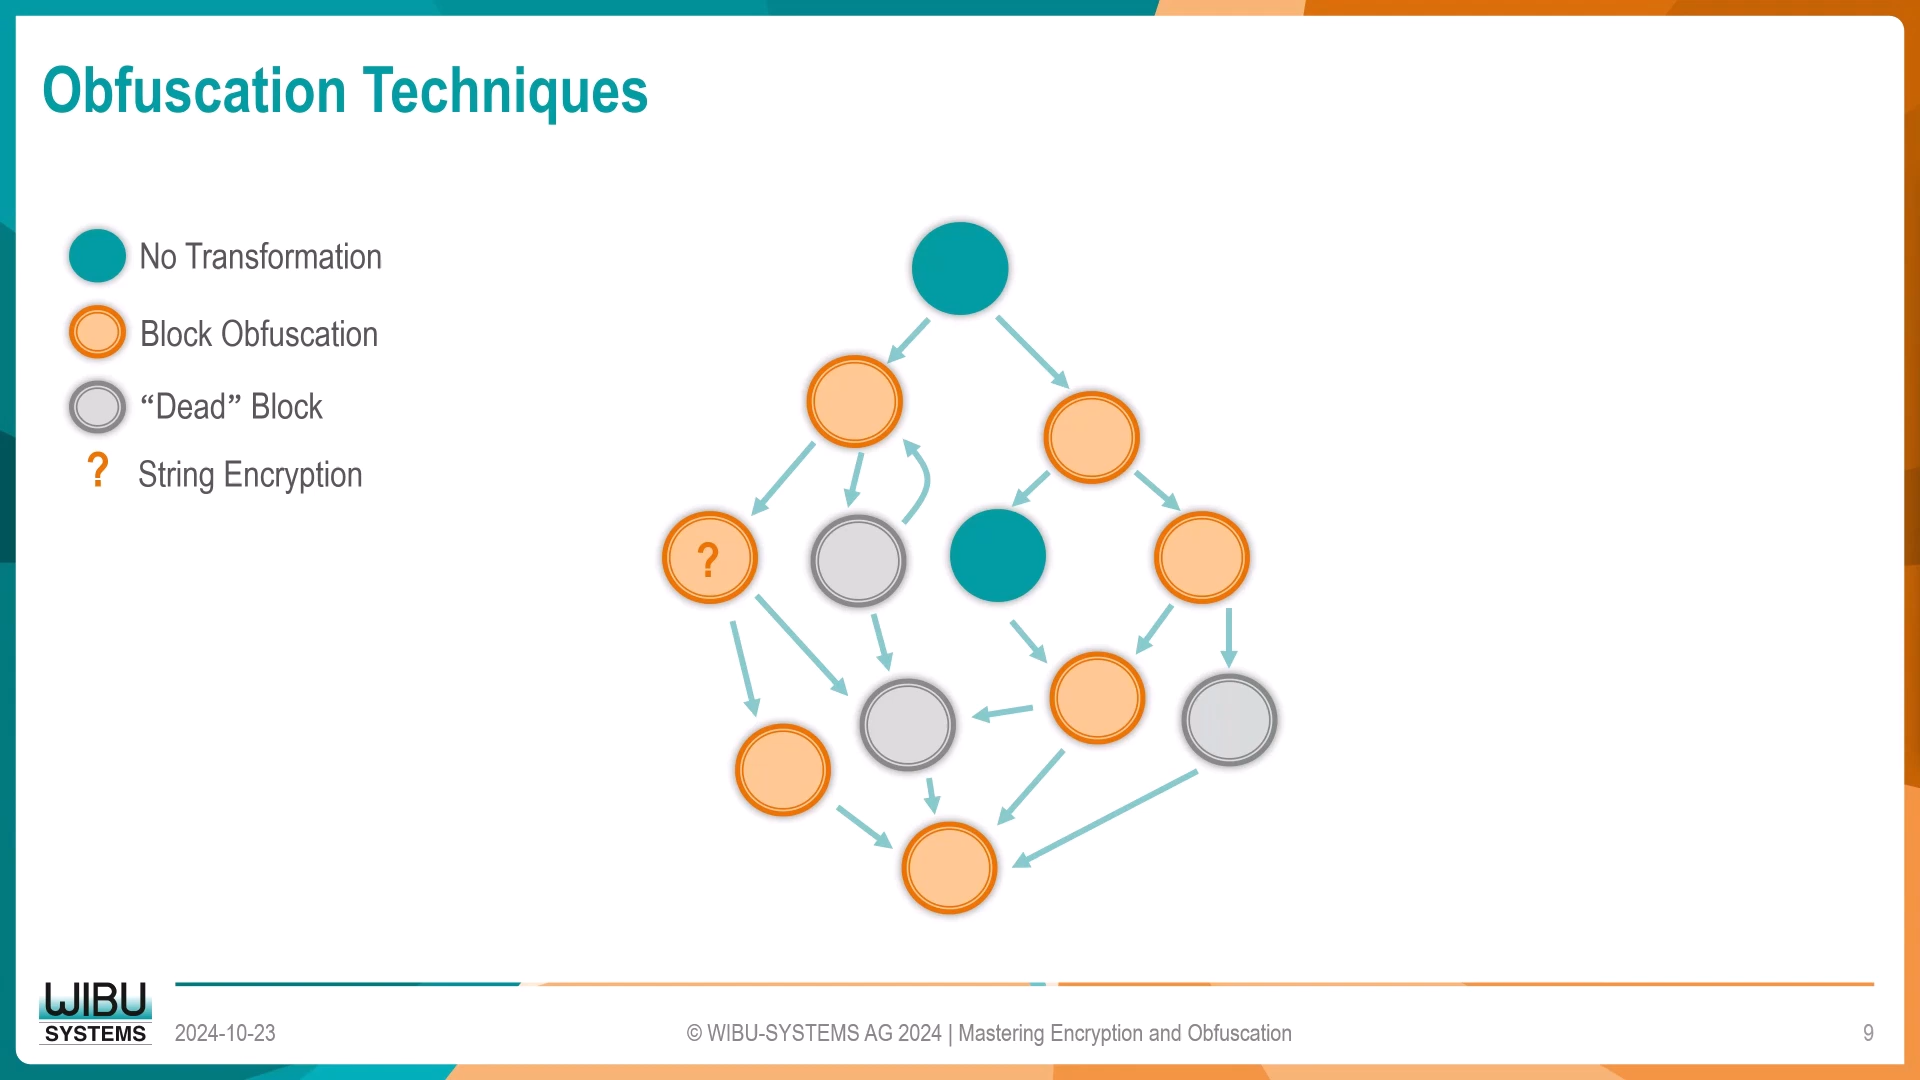 Obfuscation Techniques
No Transformation
Block Obfuscation
“Dead” Block
? String Encryption
?
WIBU
SYSTEMS
2024-10-23
© WIBU-SYSTEMS AG 2024 | Mastering Encryption and Obfuscation
9